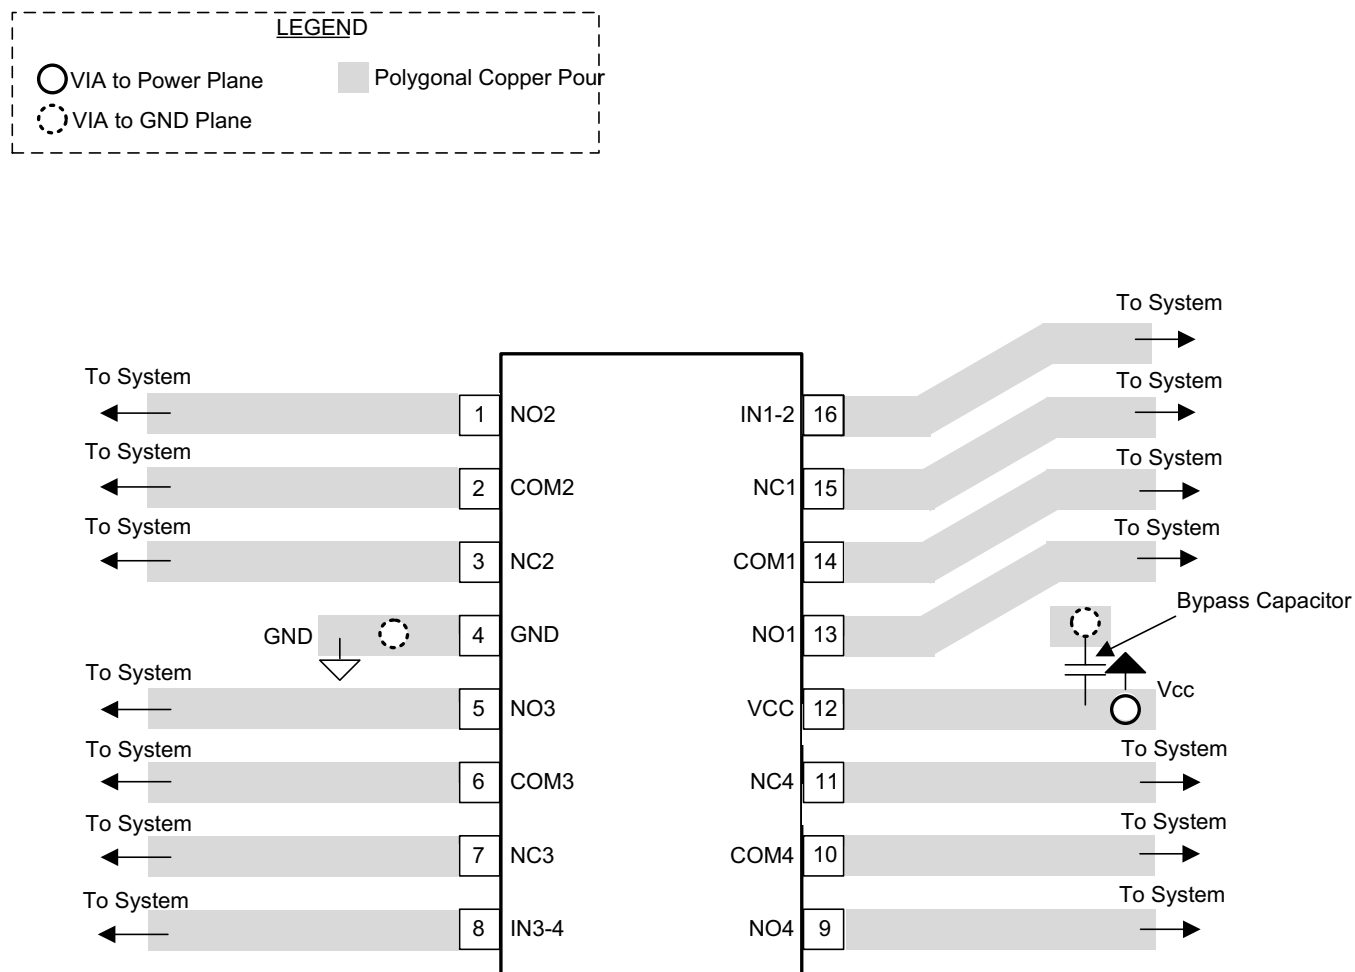 LEGEND
VIA to Power Plane
Polygonal Copper Pour
VIA to GND Plane
To System
To System
To System
GND
To System
To System
To System
To System
1 NO2
2 COM2
3 NC2
4 GND
5 NO3
6 COM3
7 NC3
8 IN3-4
IN1-2 16
NC1 15
COM1 14
NO1 13
VCC 12
NC4 11
COM4 10
NO4 9
To System
To System
To System
To System
Bypass Capacitor
Vcc
To System
To System
To System